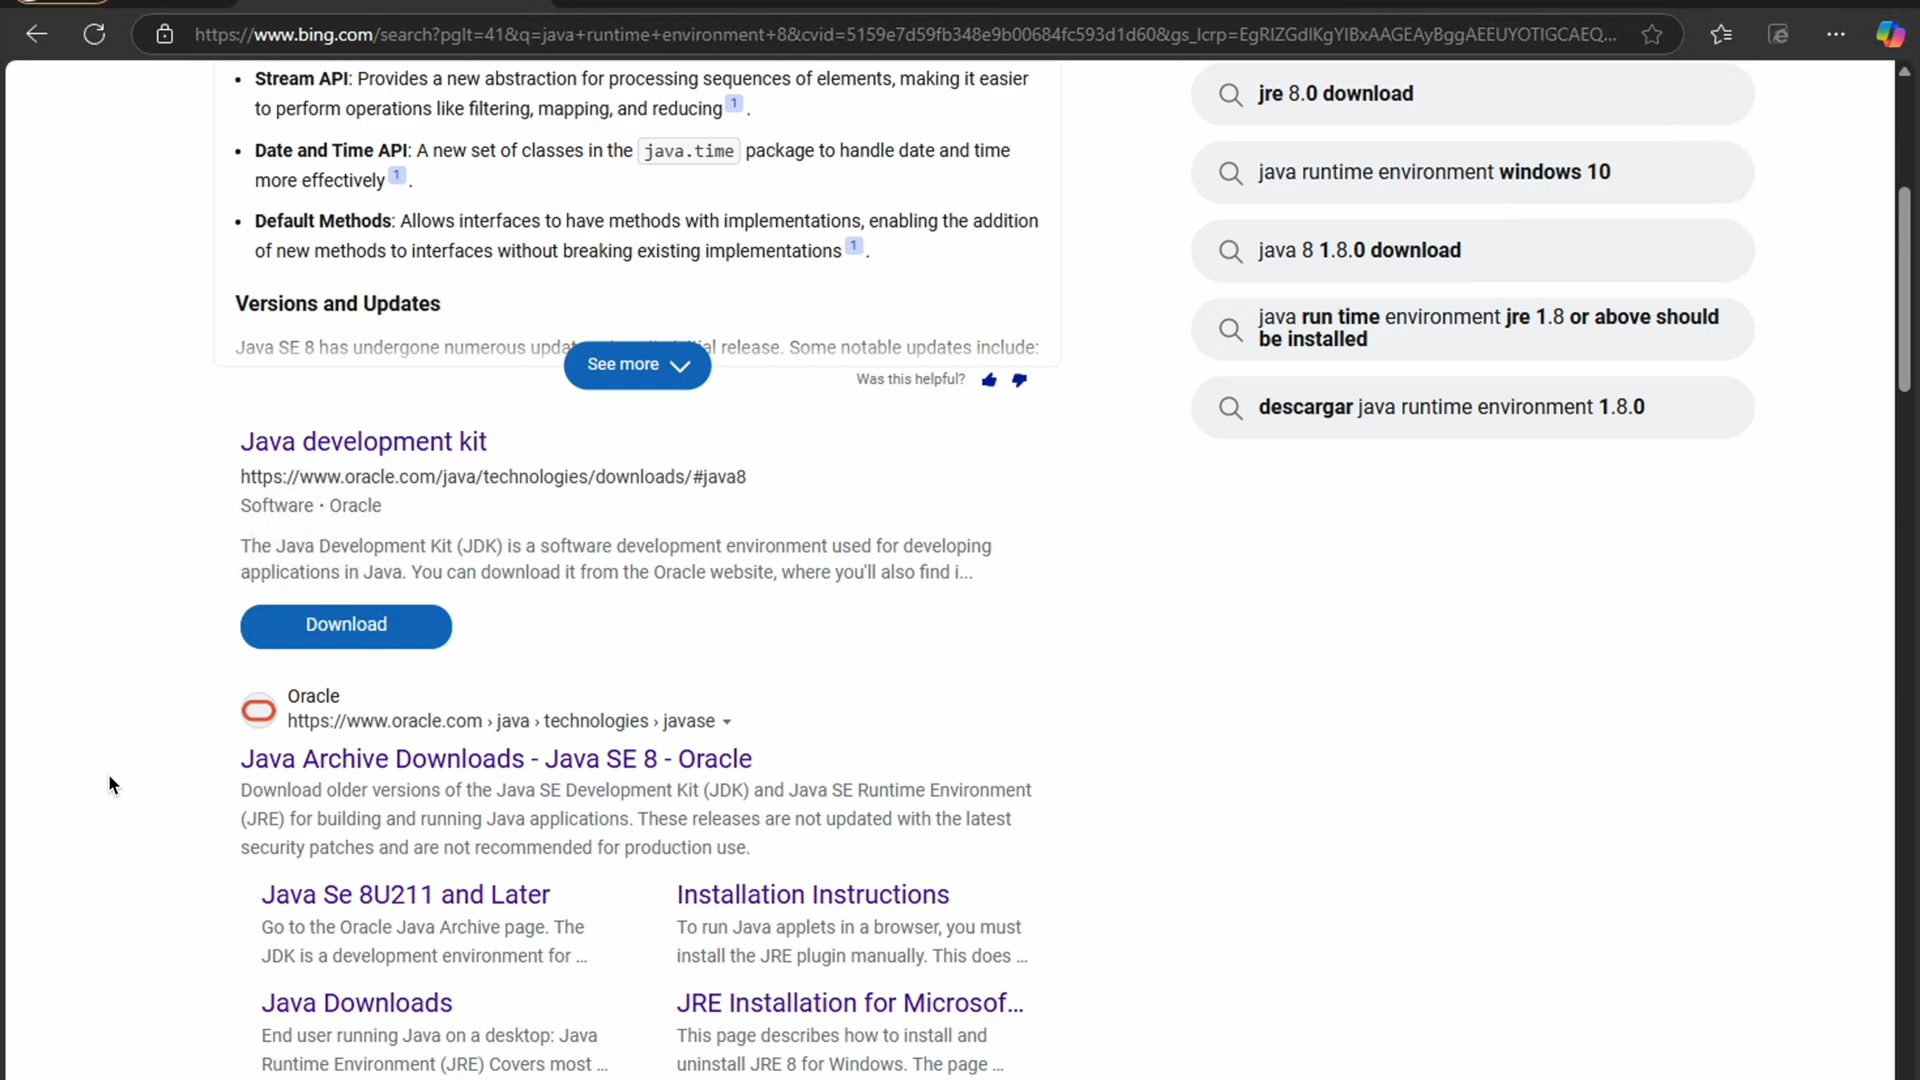 https://www.bing.com/search?pglt=41&q=java+runtime+environment+8&cvid=5159e7d59fb348e9b00684fc593d1d60&gs_lcrp=EgRlZGdlKgYIBxAAGEAyBggAEEUYOTIGCAEQ...
• Stream API: Provides a new abstraction for processing sequences of elements, making it easier
to perform operations like filtering, mapping, and reducing 1 .
• Date and Time API: A new set of classes in the java.time package to handle date and time
more effectively 1 .
• Default Methods: Allows interfaces to have methods with implementations, enabling the addition
of new methods to interfaces without breaking existing implementations 1 .
Versions and Updates
Java SE 8 has undergone numerous release. Some notable updates include:
See more
Was this helpful?
Java development kit
https://www.oracle.com/java/technologies/downloads/#java8
Software · Oracle
The Java Development Kit (JDK) is a software development environment used for developing
applications in Java. You can download it from the Oracle website, where you'll also find i...
Download
Oracle
https://www.oracle.com › java › technologies › javase
Java Archive Downloads - Java SE 8 - Oracle
Download older versions of the Java SE Development Kit (JDK) and Java SE Runtime Environment
(JRE) for building and running Java applications. These releases are not updated with the latest
security patches and are not recommended for production use.
Java Se 8U211 and Later
Go to the Oracle Java Archive page. The
JDK is a development environment for ...
Installation Instructions
To run Java applets in a browser, you must
install the JRE plugin manually. This does ...
Java Downloads
End user running Java on a desktop: Java
Runtime Environment (JRE) Covers most ...
JRE Installation for Microsof...
This page describes how to install and
uninstall JRE 8 for Windows. The page ...
jre 8.0 download
java runtime environment windows 10
java 8 1.8.0 download
java run time environment jre 1.8 or above should
be installed
descargar java runtime environment 1.8.0